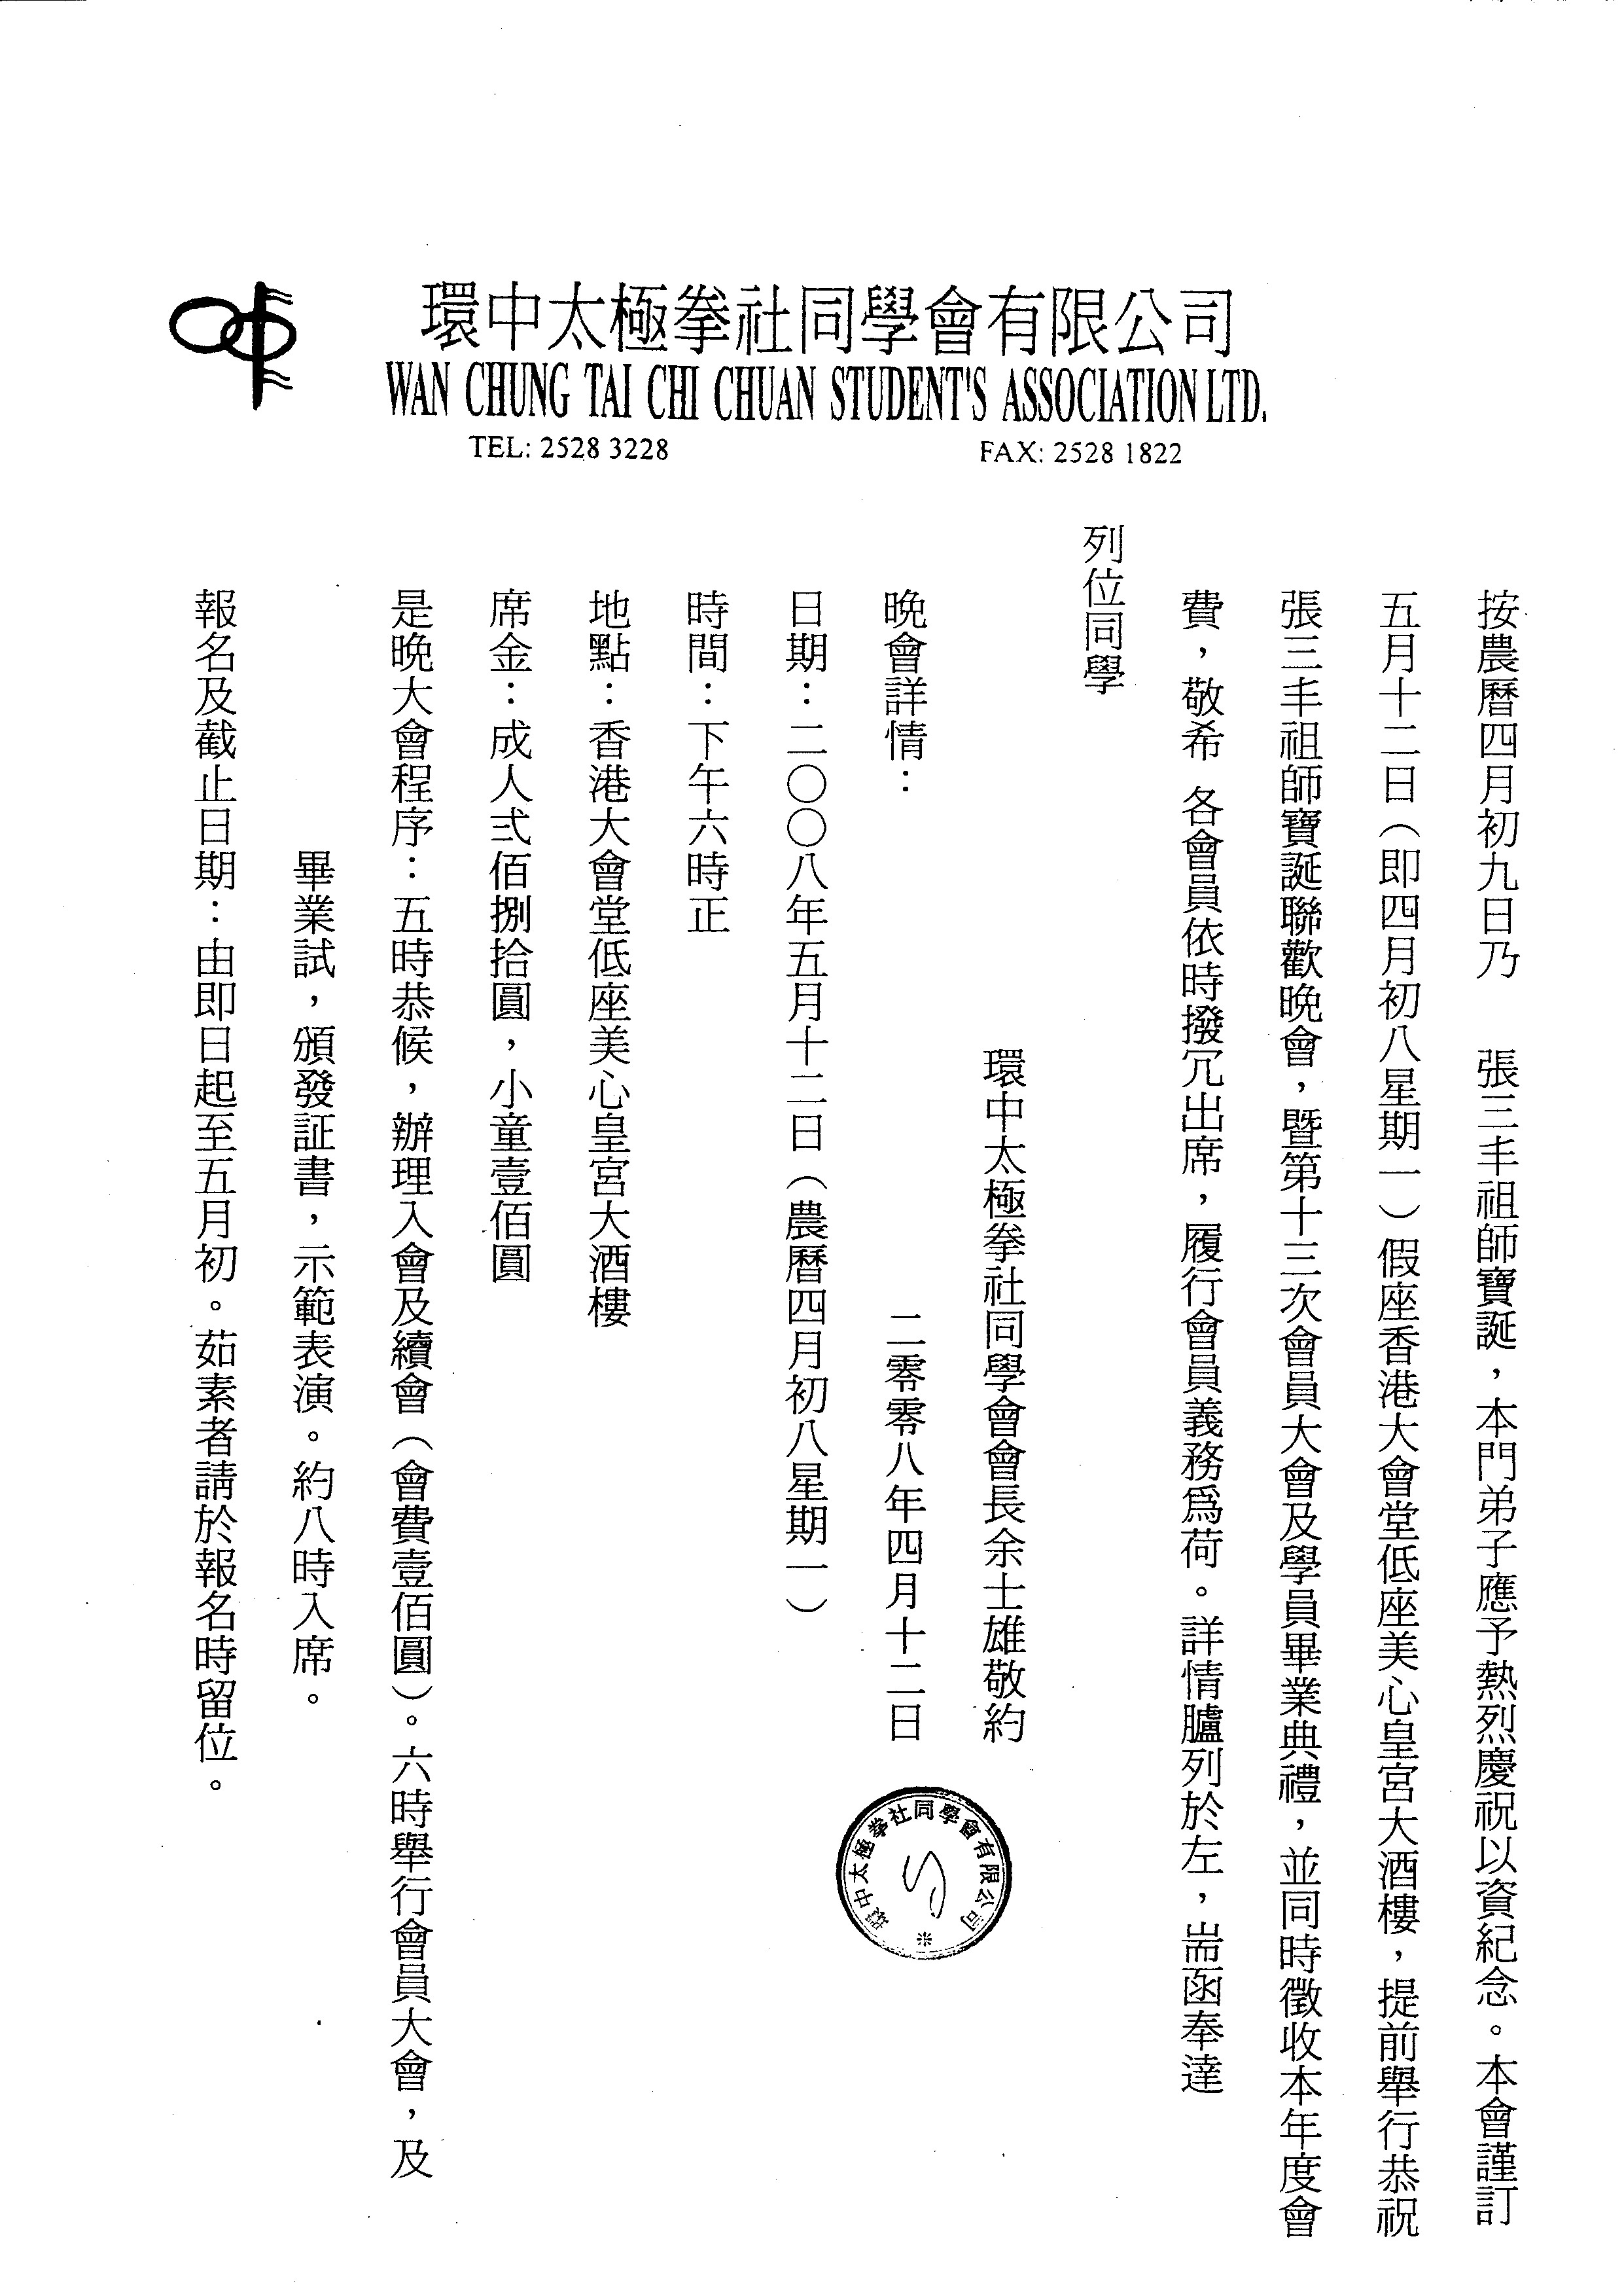 環中太極拳社同學會有限公司
WAN CHUNG TAI CHI CHUAN STUDENT'S ASSOCIATION LTD.
TEL: 2528 3228 FAX: 2528 1822
按農曆四月初九日乃 張三丰祖師寶誕，本門弟子應予熱烈慶祝以資紀念。本會謹訂
五月十二日（即四月初八星期一）假座香港大會堂低座美心皇宮大酒樓，提前舉行恭祝
張三丰祖師寶誕聯歡晚會，暨第十三次會員大會及學員畢業典禮，並同時徵收本年度會
費，敬希 各會員依時撥冗出席，履行會員義務爲荷。詳情臚列於左，耑函奉達
列位同學
環中太極拳社同學會會長余士雄敬約
二零零八年四月十二日
晚會詳情：
日期：二〇〇八年五月十二日（農曆四月初八星期一）
時間：下午六時正
地點：香港大會堂低座美心皇宮大酒樓
席金：成人弍佰捌拾圓，小童壹佰圓
是晚大會程序：五時恭候，辦理入會及續會（會費壹佰圓）。六時舉行會員大會，及
畢業試，頒發証書，示範表演。約八時入席。
報名及截止日期：由即日起至五月初。茹素者請於報名時留位。
環中太極拳社同學會有限公司